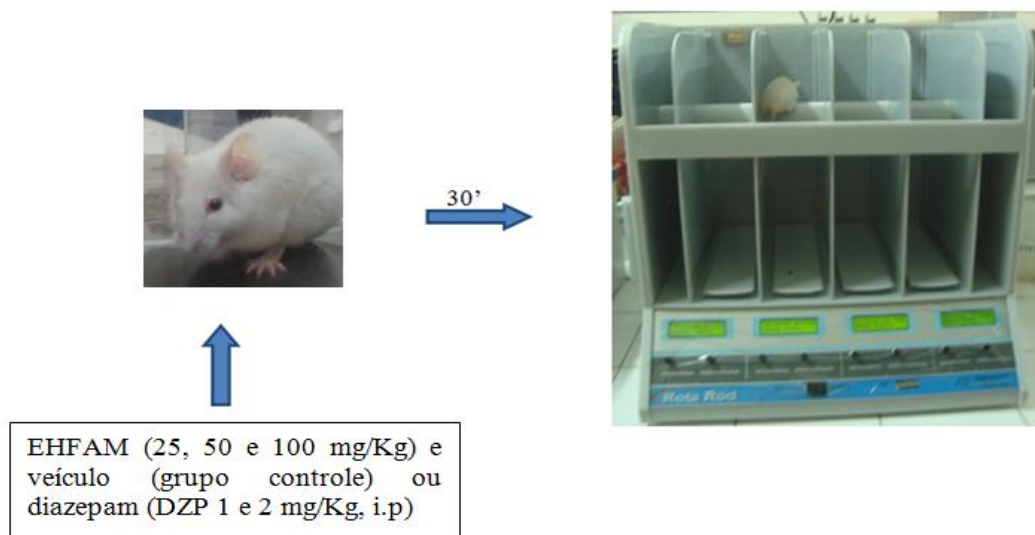 30’
EHFAM (25, 50 e 100 mg/Kg) e
veículo (grupo controle) ou
diazepam (DZP 1 e 2 mg/Kg, i.p)
Rota Rod